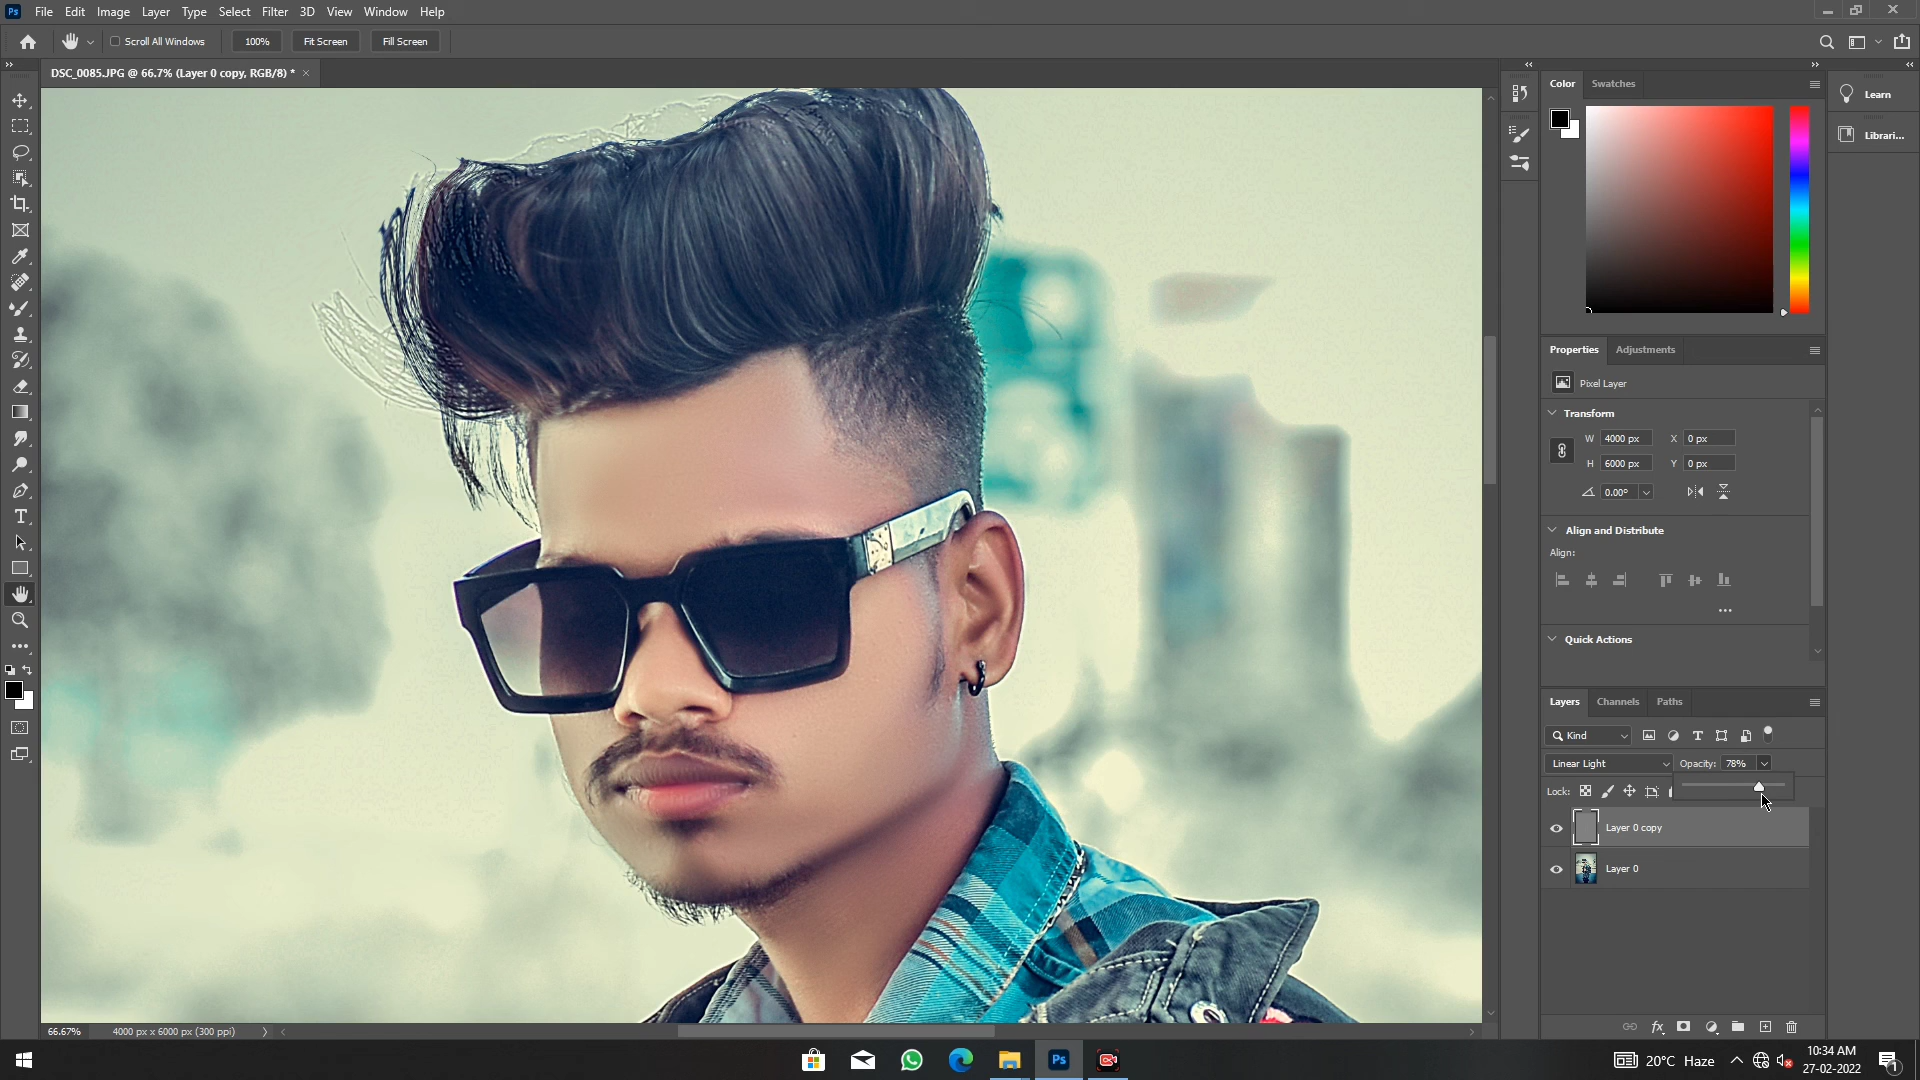 Ps File Edit Image Layer Type Select Filter 3D View Window Help
Scroll All Windows 100% Fit Screen Fill Screen
DSC_0085.JPG @ 66.7% (Layer 0 copy, RGB/8) * ×
Color Swatches
Learn
Librari...
Properties Adjustments
Pixel Layer
Transform
W 4000 px X 0 px
H 6000 px Y 0 px
0.00°
Align and Distribute
Align:
Quick Actions
Layers Channels Paths
Kind
Linear Light Opacity: 78%
Lock:
Layer 0 copy
Layer 0
66.67% 4000 px x 6000 px (300 ppi)
Ps
20°C Haze
10:34 AM
27-02-2022
1